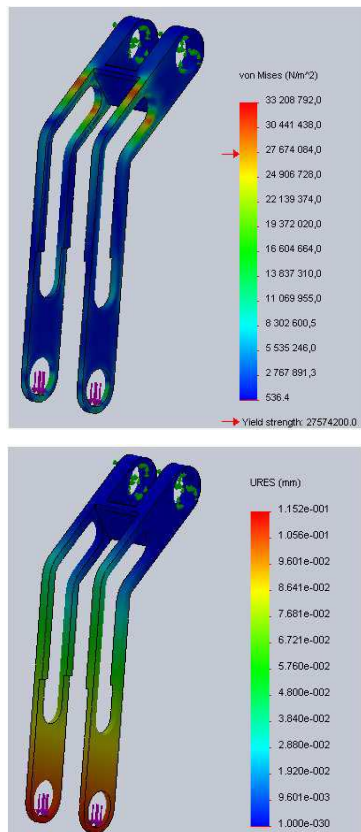 von Mises (N/m^2)
33 208 792,0
30 441 438,0
27 674 084,0
24 906 728,0
22 139 374,0
19 372 020,0
16 604 664,0
13 837 310,0
11 069 955,0
8 302 600,5
5 535 246,0
2 767 891,3
536.4
Yield strength: 27574200.0
URES (mm)
1.152e-001
1.056e-001
9.601e-002
8.641e-002
7.681e-002
6.721e-002
5.760e-002
4.800e-002
3.840e-002
2.880e-002
1.920e-002
9.601e-003
1.000e-030